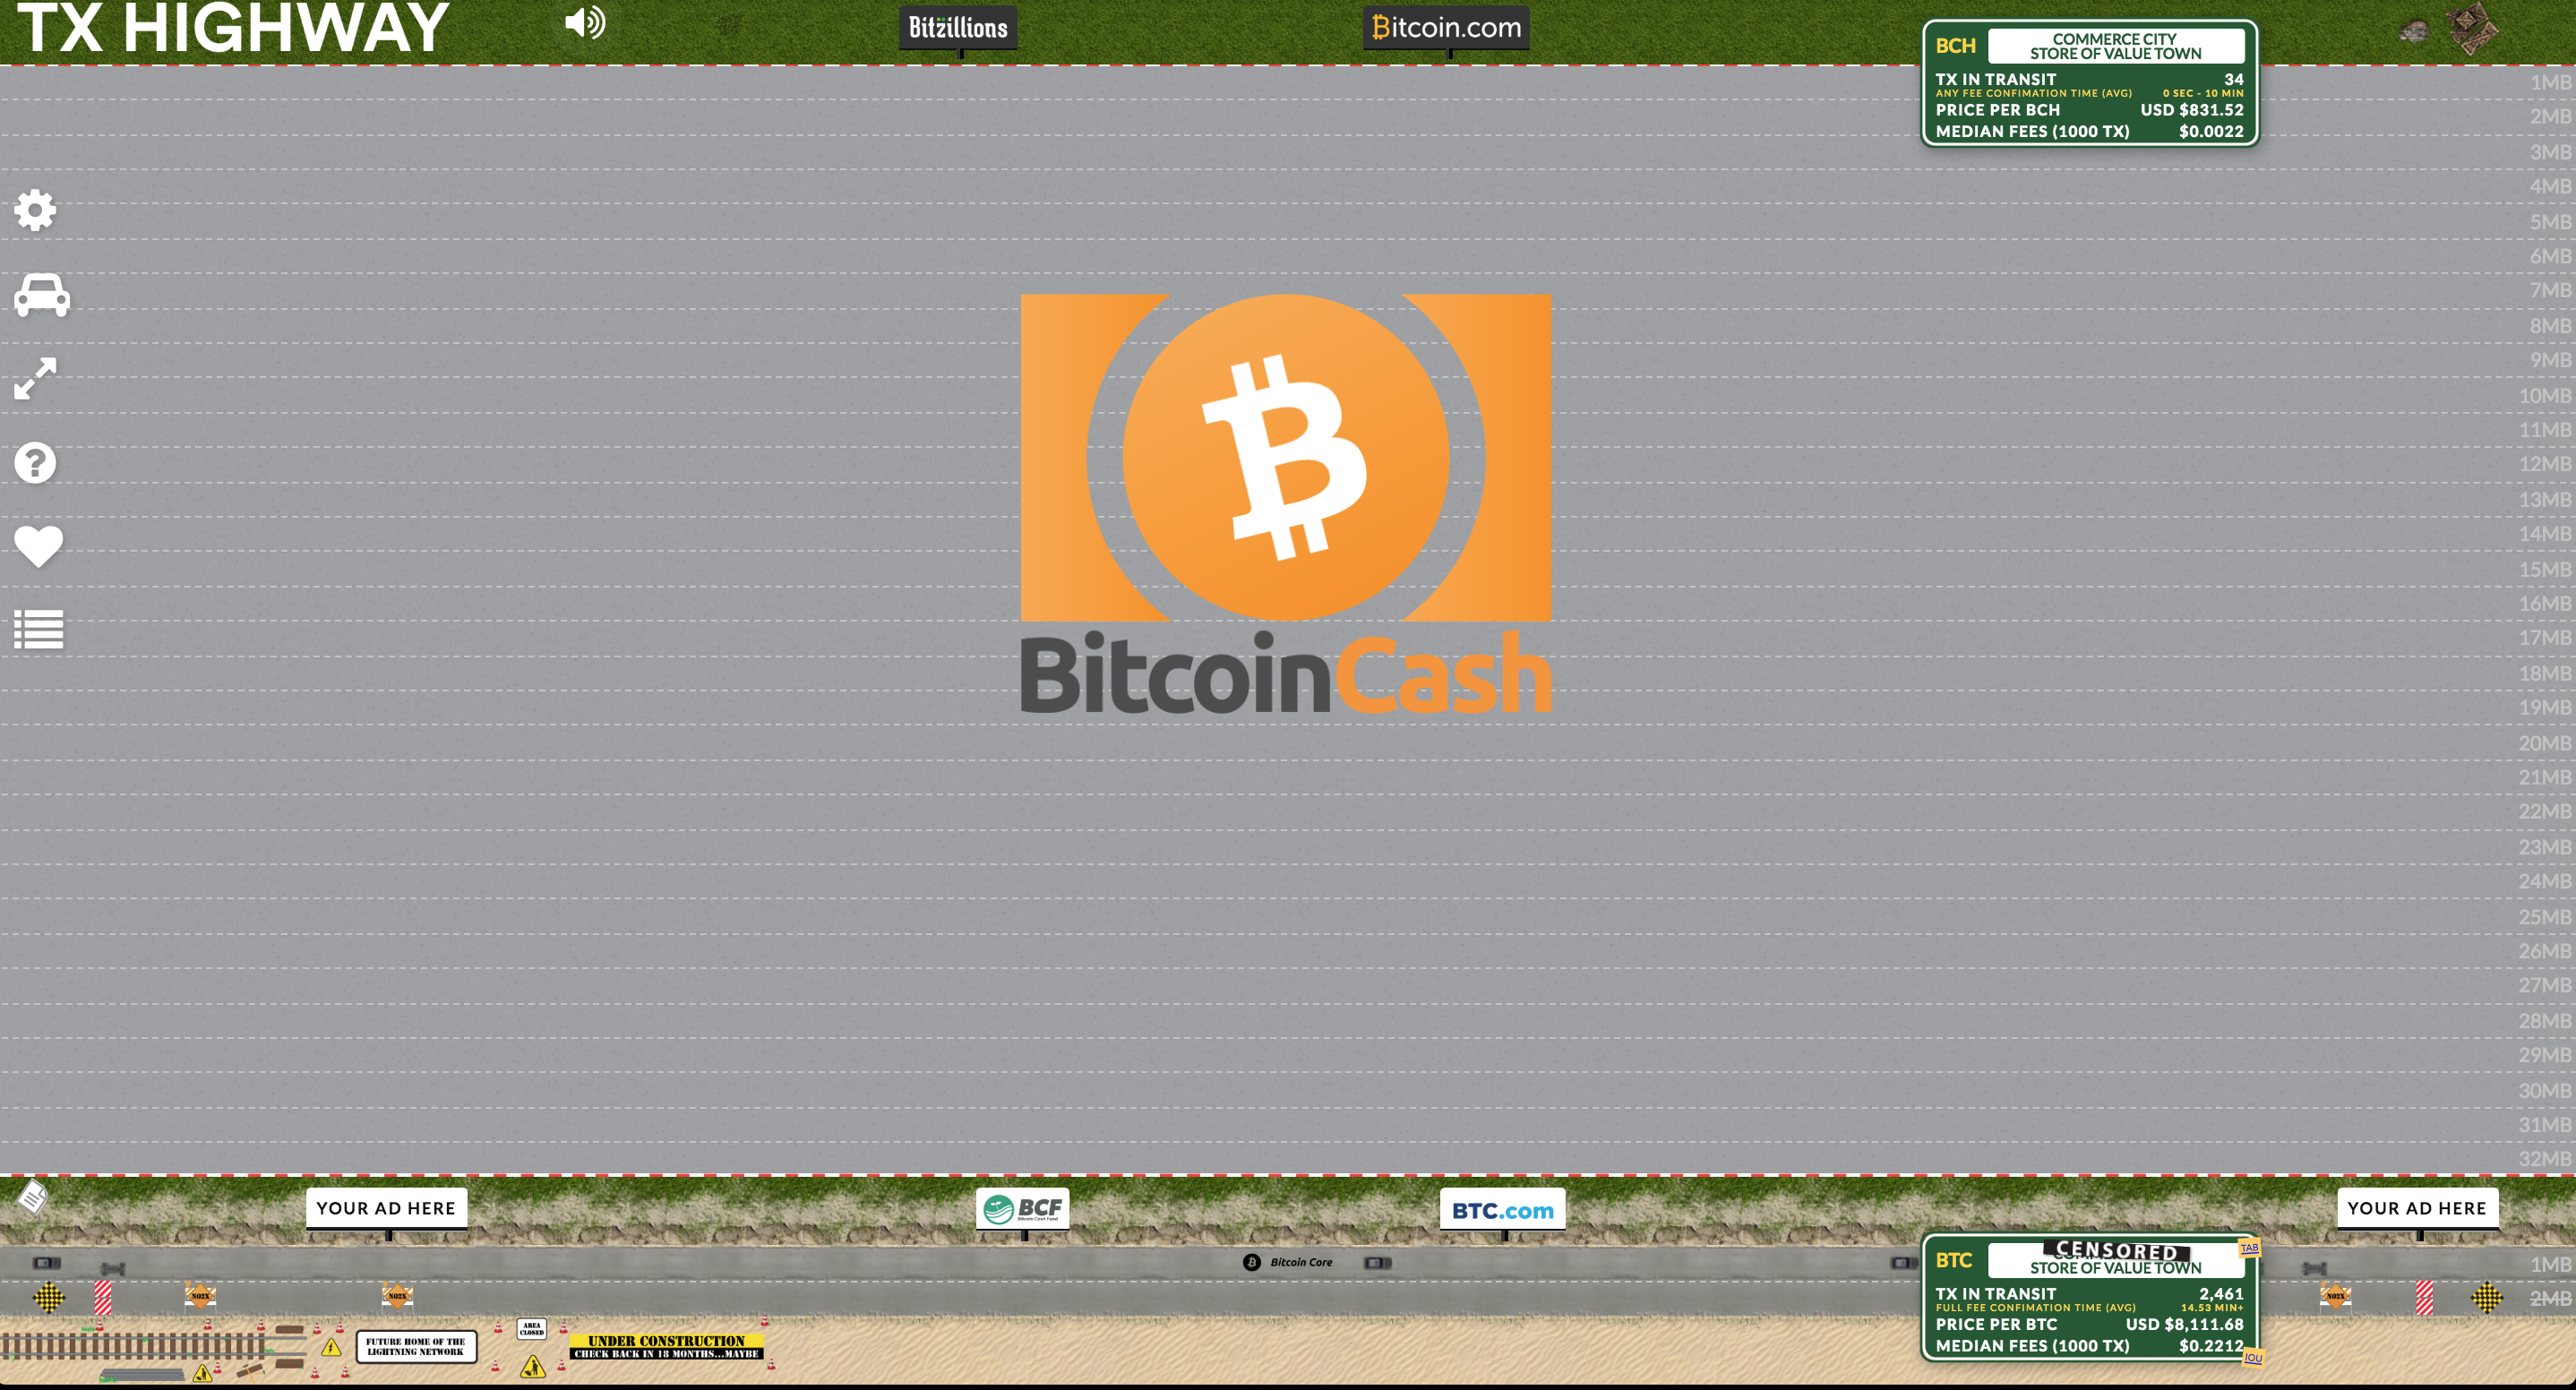 TX HIGHWAY
Bitzillions
Bitcoin.com
BCH
COMMERCE CITY
STORE OF VALUE TOWN
TX IN TRANSIT 34
ANY FEE CONFIMATION TIME (AVG) 0 SEC - 10 MIN
PRICE PER BCH USD $831.52
MEDIAN FEES (1000 TX) $0.0022
1MB
2MB
3MB
4MB
5MB
6MB
7MB
8MB
9MB
10MB
11MB
12MB
13MB
14MB
15MB
16MB
17MB
18MB
19MB
20MB
21MB
22MB
23MB
24MB
25MB
26MB
27MB
28MB
29MB
30MB
31MB
32MB
BitcoinCash
YOUR AD HERE
BCF
Bitcoin Cash Fund
BTC.com
YOUR AD HERE
Bitcoin Core
BTC
CENSORED
STORE OF VALUE TOWN
TAB
TX IN TRANSIT 2,461
FULL FEE CONFIMATION TIME (AVG) 14.53 MIN+
PRICE PER BTC USD $8,111.68
MEDIAN FEES (1000 TX) $0.2212
IOU
1MB
2MB
NO2X
NO2X
NO2X
FUTURE HOME OF THE
LIGHTNING NETWORK
AREA
CLOSED
UNDER CONSTRUCTION
CHECK BACK IN 18 MONTHS...MAYBE